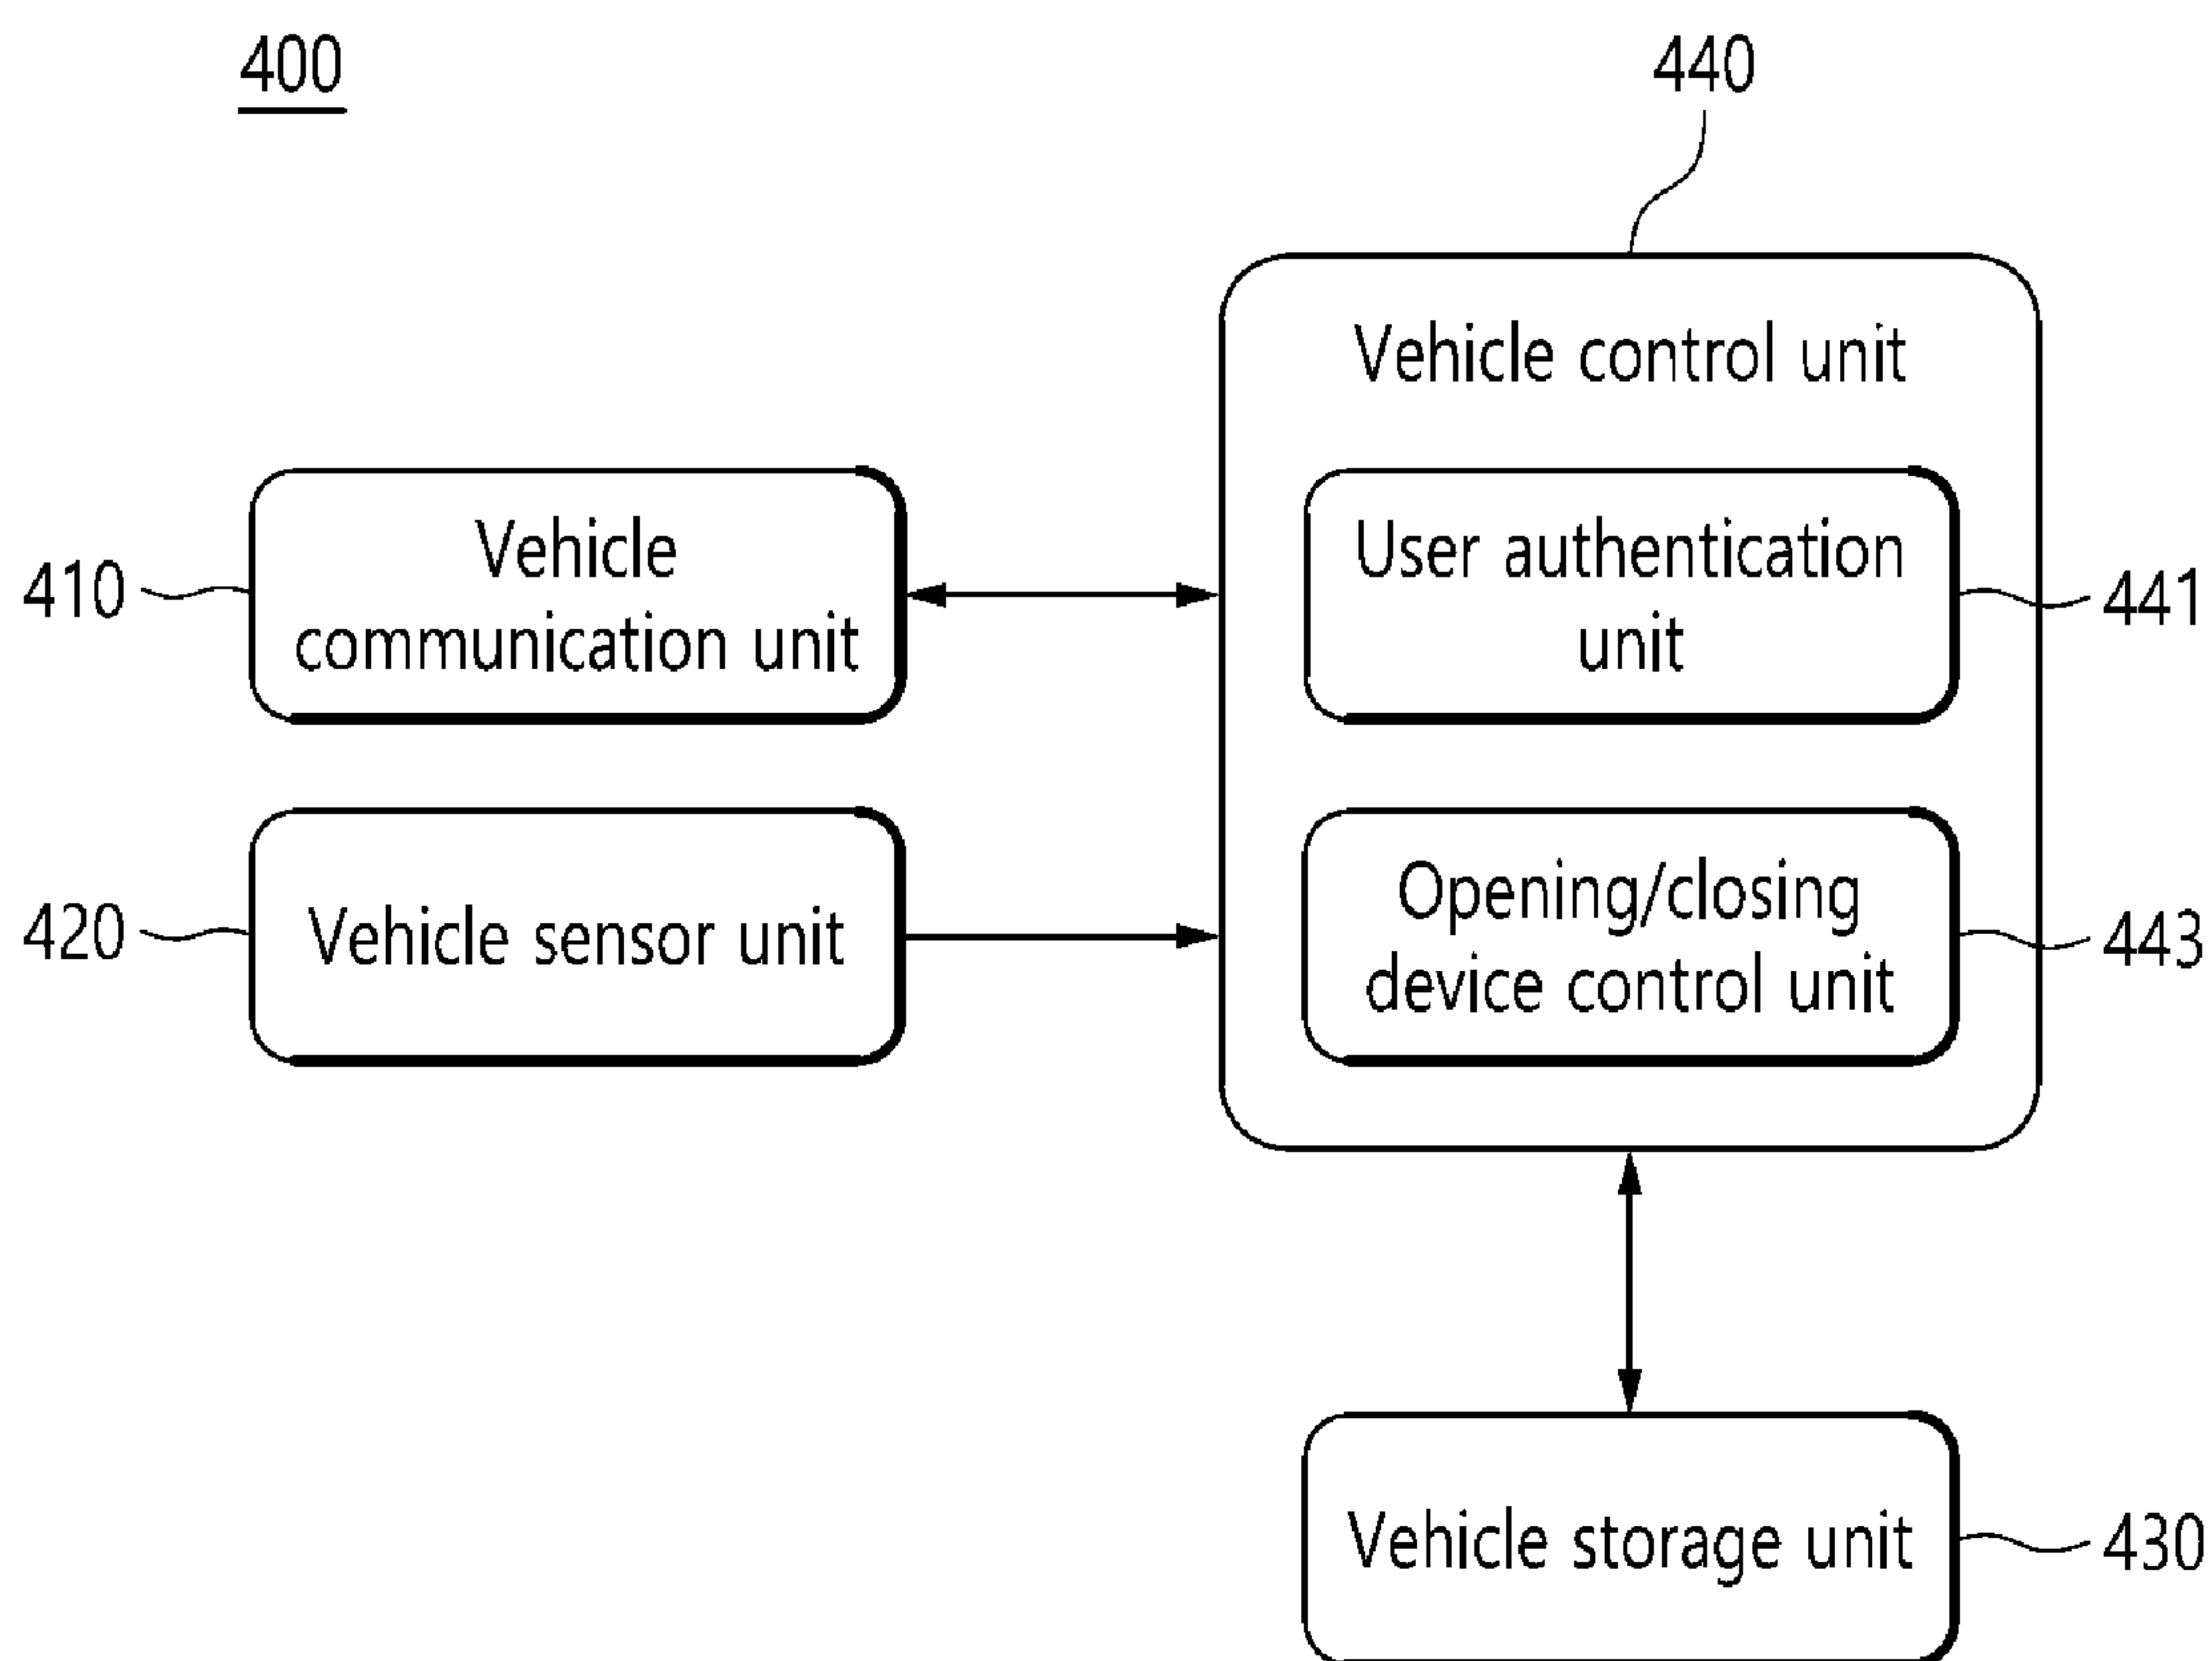 400
440
Vehicle control unit
410
Vehicle
communication unit
User authentication
unit
441
420
Vehicle sensor unit
Opening/closing
device control unit
443
Vehicle storage unit
430